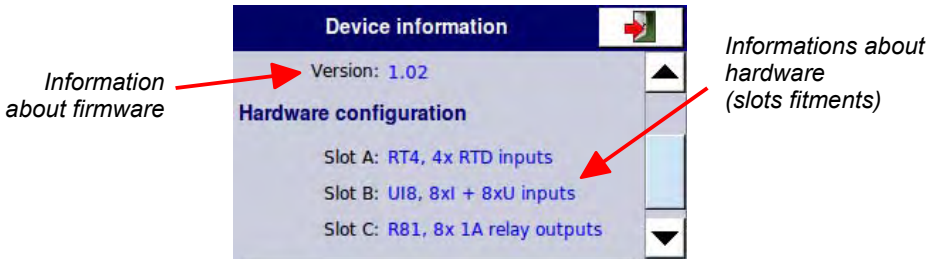 Device information
Information
about firmware
Version: 1.02
Informations about
hardware
(slots fitments)
Hardware configuration
Slot A: RT4, 4x RTD inputs
Slot B: UI8, 8xI + 8xU inputs
Slot C: R81, 8x 1A relay outputs